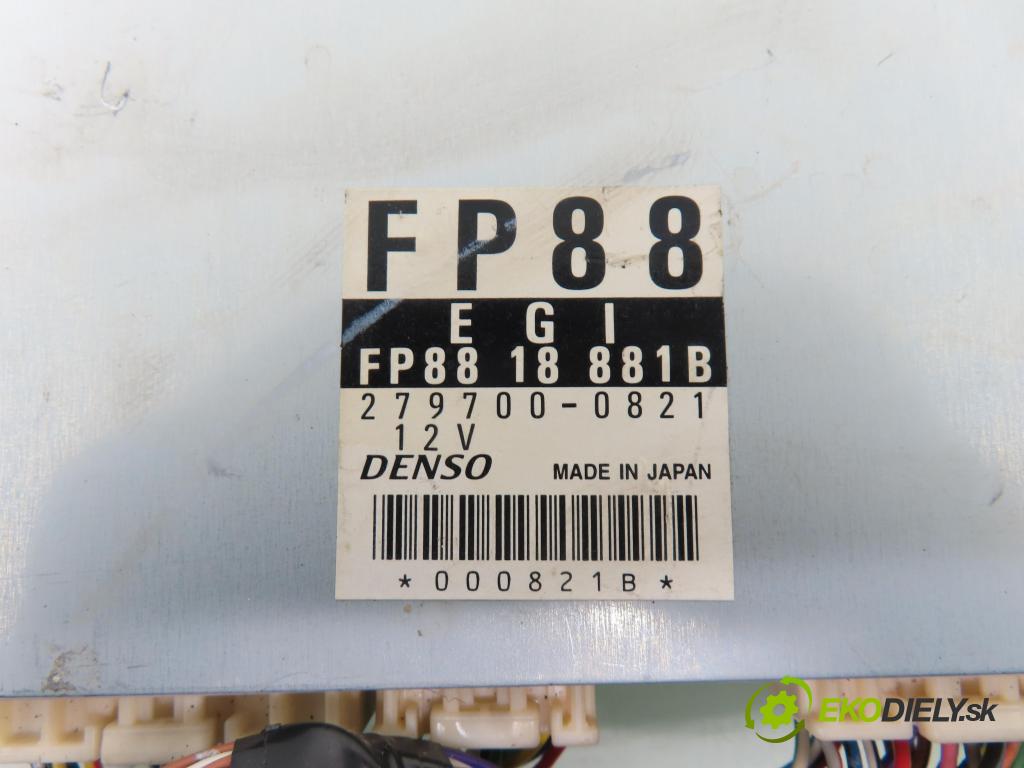 FP88
EGI
FP88 18 881B
279700-0821
12V
DENSO MADE IN JAPAN
*000821B*
EKODIELY.sk